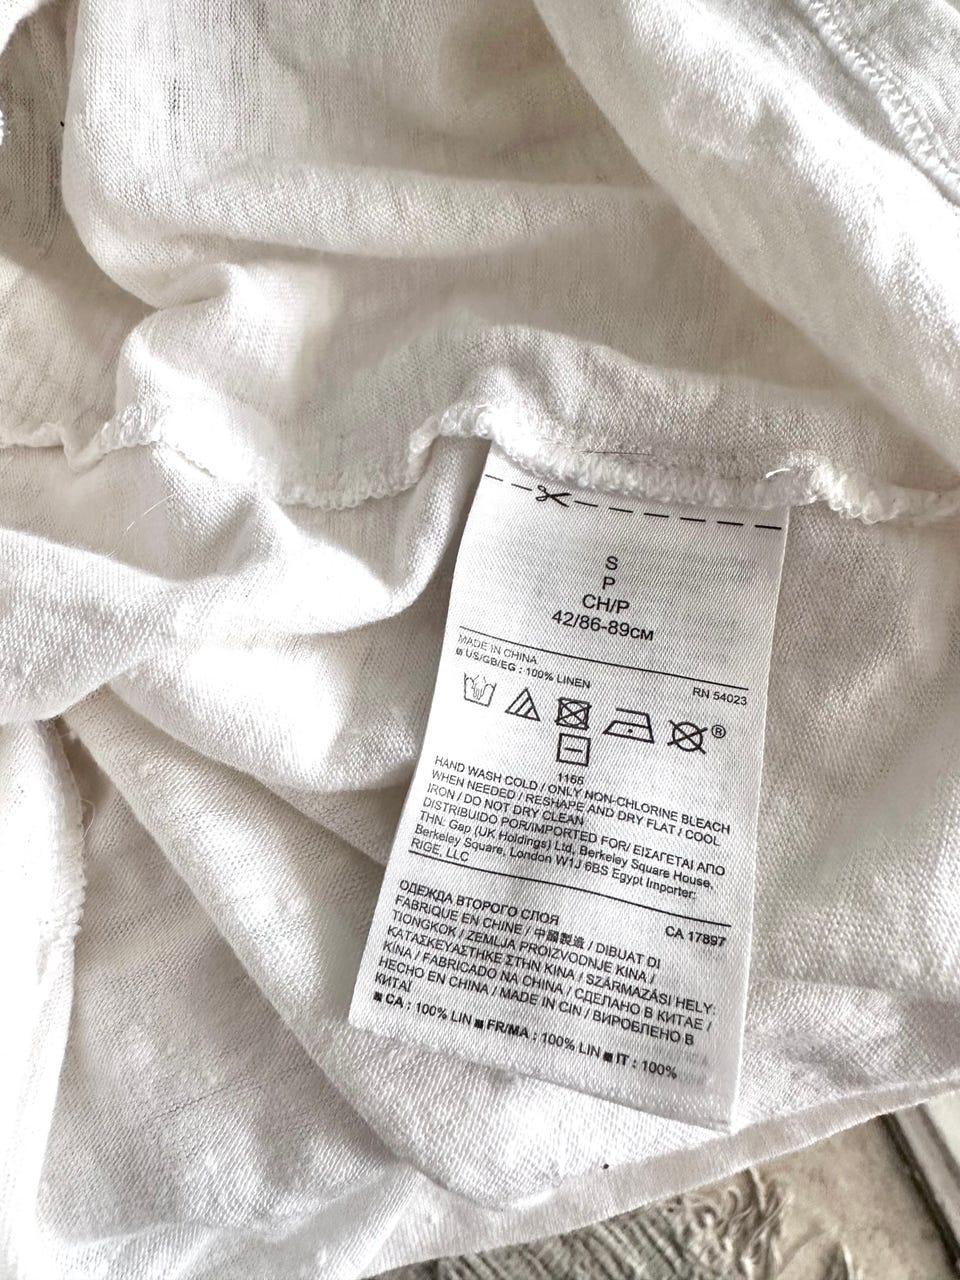 S
P
CH/P
42/86-89см
MADE IN CHINA
RN 54023
US/GB/EG : 100% LINEN
®
1166
HAND WASH COLD / ONLY NON-CHLORINE BLEACH
WHEN NEEDED / RESHAPE AND DRY FLAT / COOL
IRON / DO NOT DRY CLEAN
DISTRIBUIDO POR/IMPORTED FOR/ ΕΙΣΑΓΕΤΑΙ ΑΠΟ
ΤΗΝ: Gap (UK Holdings) Ltd, Berkeley Square House,
Berkeley Square, London W1J 6BS Egypt Importer:
RIGE, LLC
CA 17897
ОДЕЖДА ВТОРОГО СЛОЯ
FABRIQUÉ EN CHINE / 中國製造 / DIBUAT DI
TIONGKOK / ZEMLJA PROIZVODNJE KINA /
ΚΑΤΑΣΚΕΥΑΣΤΗΚΕ ΣΤΗΝ ΚΙΝΑ / SZÁRMAZÁSI HELY:
KÍNA / FABRICADO NA CHINA / СДЕЛАНО В КИТАЕ /
HECHO EN CHINA / MADE IN CIN / ВИРОБЛЕНО В
КИТАЇ
■ CA : 100% LIN ■ FR/MA : 100% LIN ■ IT : 100%